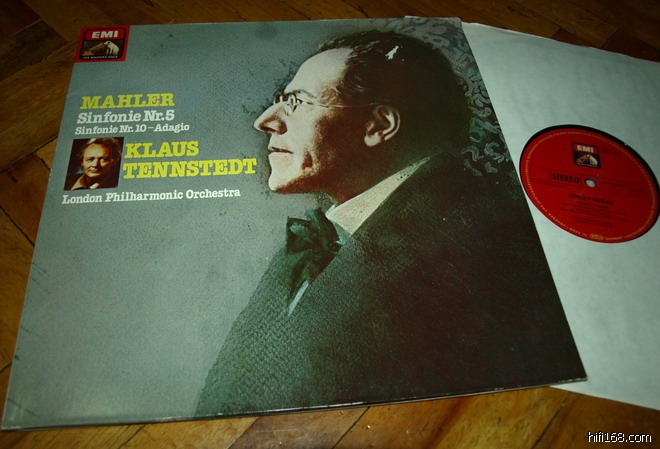 EMI
MAHLER
Sinfonie Nr.5
Sinfonie Nr.10-Adagio
KLAUS
TENNSTEDT
London Philharmonic Orchestra
EMI
STEREO
hifi168.com